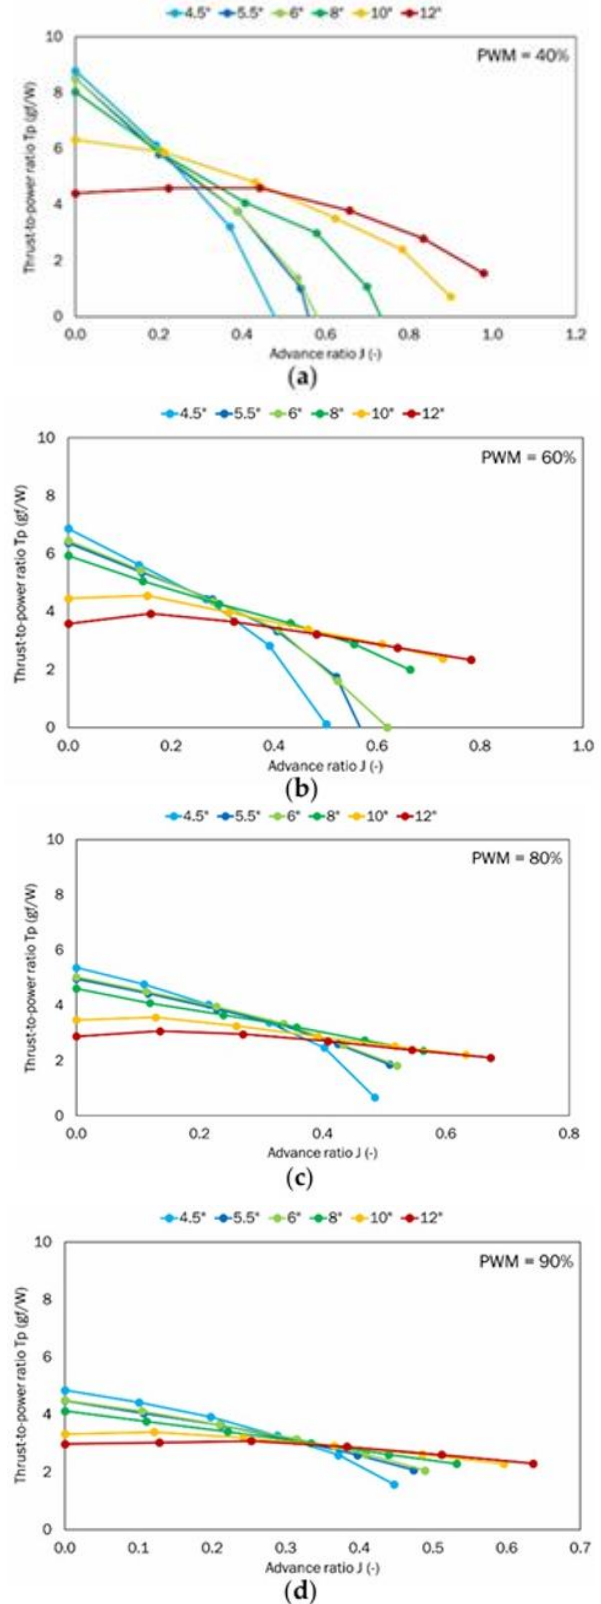 4.5" 5.5" 6" 8" 10" 12"
PWM = 40%
Thrust-to-power ratio Tp (gf/W)
10
8
6
4
2
0
0.0 0.2 0.4 0.6 0.8 1.0 1.2
Advance ratio J (-)
(a)
4.5" 5.5" 6" 8" 10" 12"
PWM = 60%
Thrust-to-power ratio Tp (gf/W)
10
8
6
4
2
0
0.0 0.2 0.4 0.6 0.8 1.0
Advance ratio J (-)
(b)
4.5" 5.5" 6" 8" 10" 12"
PWM = 80%
Thrust-to-power ratio Tp (gf/W)
10
8
6
4
2
0
0.0 0.2 0.4 0.6 0.8
Advance ratio J (-)
(c)
4.5" 5.5" 6" 8" 10" 12"
PWM = 90%
Thrust-to-power ratio Tp (gf/W)
10
8
6
4
2
0
0.0 0.1 0.2 0.3 0.4 0.5 0.6 0.7
Advance ratio J (-)
(d)